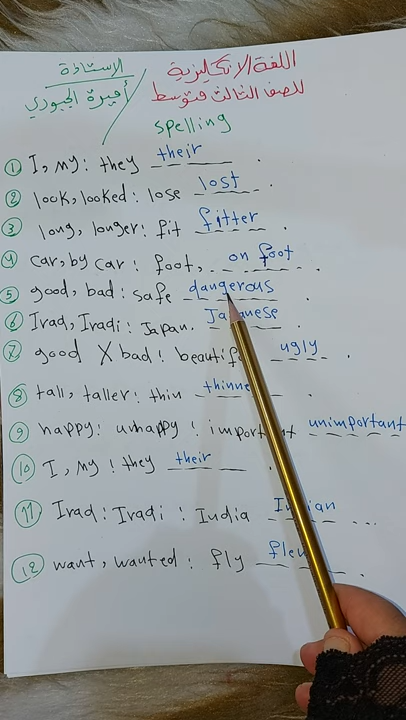 اللغة الانكليزية
للصف الثالث متوسط
الاستاذة
أميرة الجبوري
spelling
1 I, my: they their .
2 look, looked: lose lost .
3 long, longer: fit fitter .
4 car, by car: foot, on foot .
5 good, bad: safe dangerous
6 Iraq, Iraqi: Japan. Japanese
7 good X bad: ugly .
8 tall, taller: thin .
9 happy: unhappy: important unimportant
10 I, my: they their .
11 Iraq: Iraqi: India Indian ...
12 want, wanted: fly flew .